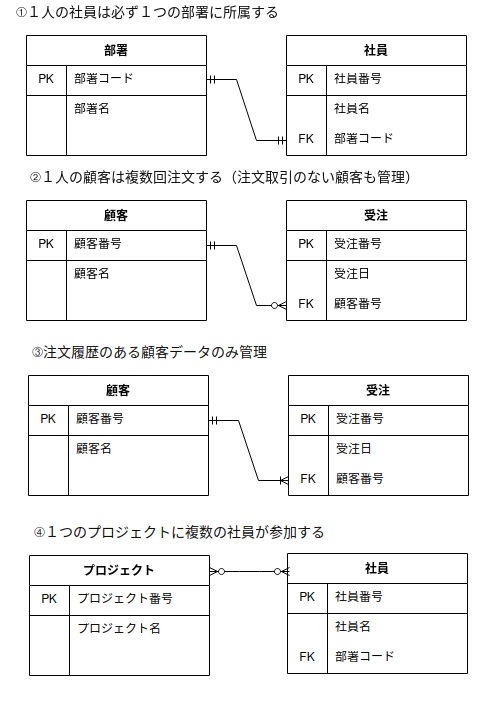 ①１人の社員は必ず１つの部署に所属する
部署
PK 部署コード
部署名
社員
PK 社員番号
社員名
FK 部署コード
②１人の顧客は複数回注文する（注文取引のない顧客も管理）
顧客
PK 顧客番号
顧客名
受注
PK 受注番号
受注日
FK 顧客番号
③注文履歴のある顧客データのみ管理
顧客
PK 顧客番号
顧客名
受注
PK 受注番号
受注日
FK 顧客番号
④１つのプロジェクトに複数の社員が参加する
プロジェクト
PK プロジェクト番号
プロジェクト名
社員
PK 社員番号
社員名
FK 部署コード